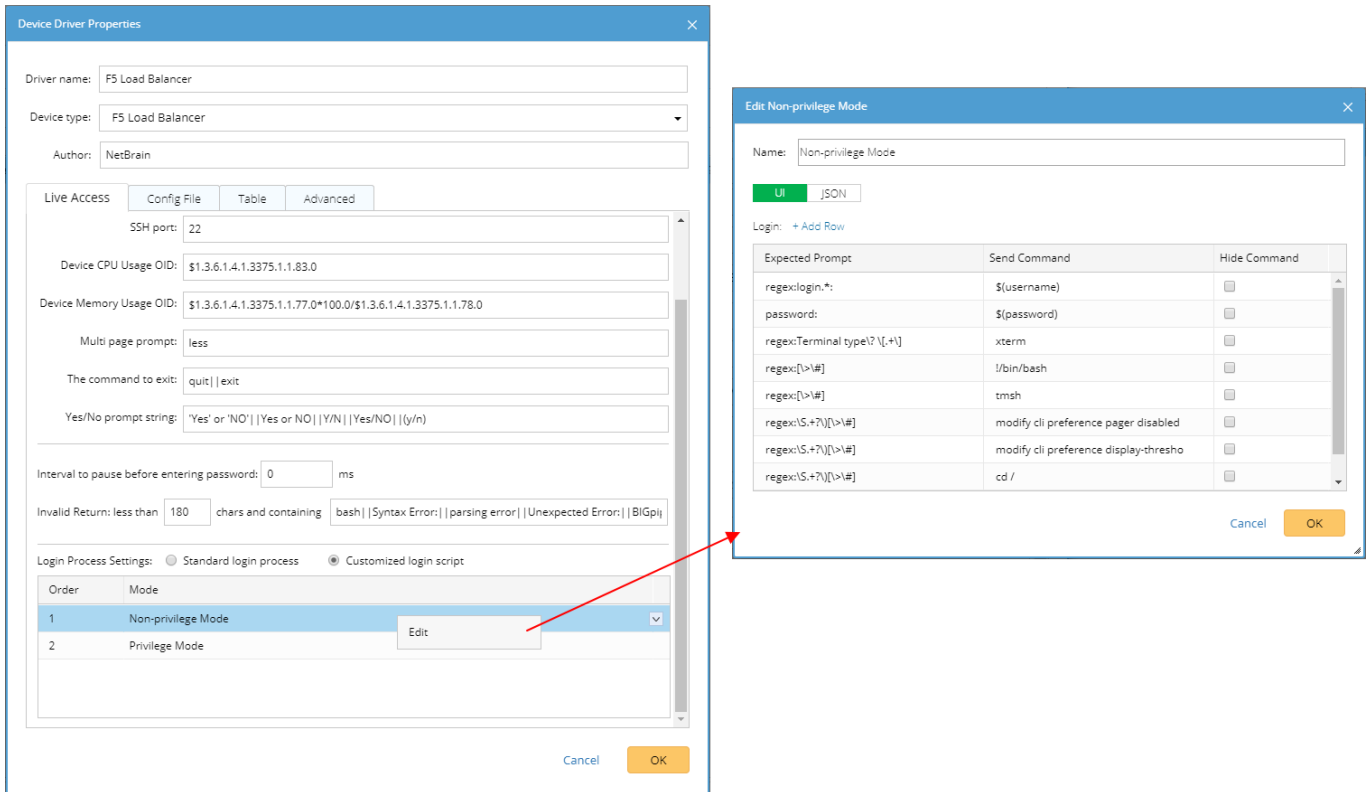 Device Driver Properties
Driver name: F5 Load Balancer
Device type: F5 Load Balancer
Author: NetBrain
Live Access Config File Table Advanced
SSH port: 22
Device CPU Usage OID: $1.3.6.1.4.1.3375.1.1.83.0
Device Memory Usage OID: $1.3.6.1.4.1.3375.1.1.77.0*100.0/$1.3.6.1.4.1.3375.1.1.78.0
Multi page prompt: less
The command to exit: quit||exit
Yes/No prompt string: 'Yes' or 'NO'||Yes or NO||Y/N||Yes/NO||(y/n)
Interval to pause before entering password: 0 ms
Invalid Return: less than 180 chars and containing bash||Syntax Error:||parsing error||Unexpected Error:||BIGpip
Login Process Settings: Standard login process Customized login script
Order Mode
1 Non-privilege Mode
Edit
2 Privilege Mode
Cancel OK
Edit Non-privilege Mode
Name: Non-privilege Mode
UI JSON
Login: + Add Row
Expected Prompt Send Command Hide Command
regex:login.*: $(username)
password: $(password)
regex:Terminal type\? \[.+\] xterm
regex:[\>\#] !/bin/bash
regex:[\>\#] tmsh
regex:\S.+?\)[\>\#] modify cli preference pager disabled
regex:\S.+?\)[\>\#] modify cli preference display-thresho
regex:\S.+?\)[\>\#] cd /
Cancel OK